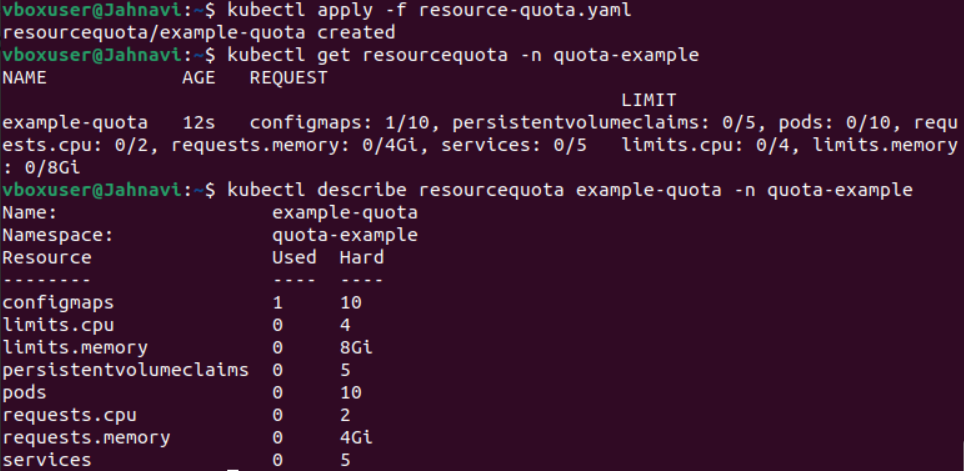 vboxuser@Jahnavi:~$ kubectl apply -f resource-quota.yaml
resourcequota/example-quota created
vboxuser@Jahnavi:~$ kubectl get resourcequota -n quota-example
NAME            AGE   REQUEST
                                                       LIMIT
example-quota   12s   configmaps: 1/10, persistentvolumeclaims: 0/5, pods: 0/10, requ
ests.cpu: 0/2, requests.memory: 0/4Gi, services: 0/5   limits.cpu: 0/4, limits.memory
: 0/8Gi
vboxuser@Jahnavi:~$ kubectl describe resourcequota example-quota -n quota-example
Name:                   example-quota
Namespace:              quota-example
Resource                Used  Hard
--------                ----  ----
configmaps              1     10
limits.cpu              0     4
limits.memory           0     8Gi
persistentvolumeclaims  0     5
pods                    0     10
requests.cpu            0     2
requests.memory         0     4Gi
services                0     5